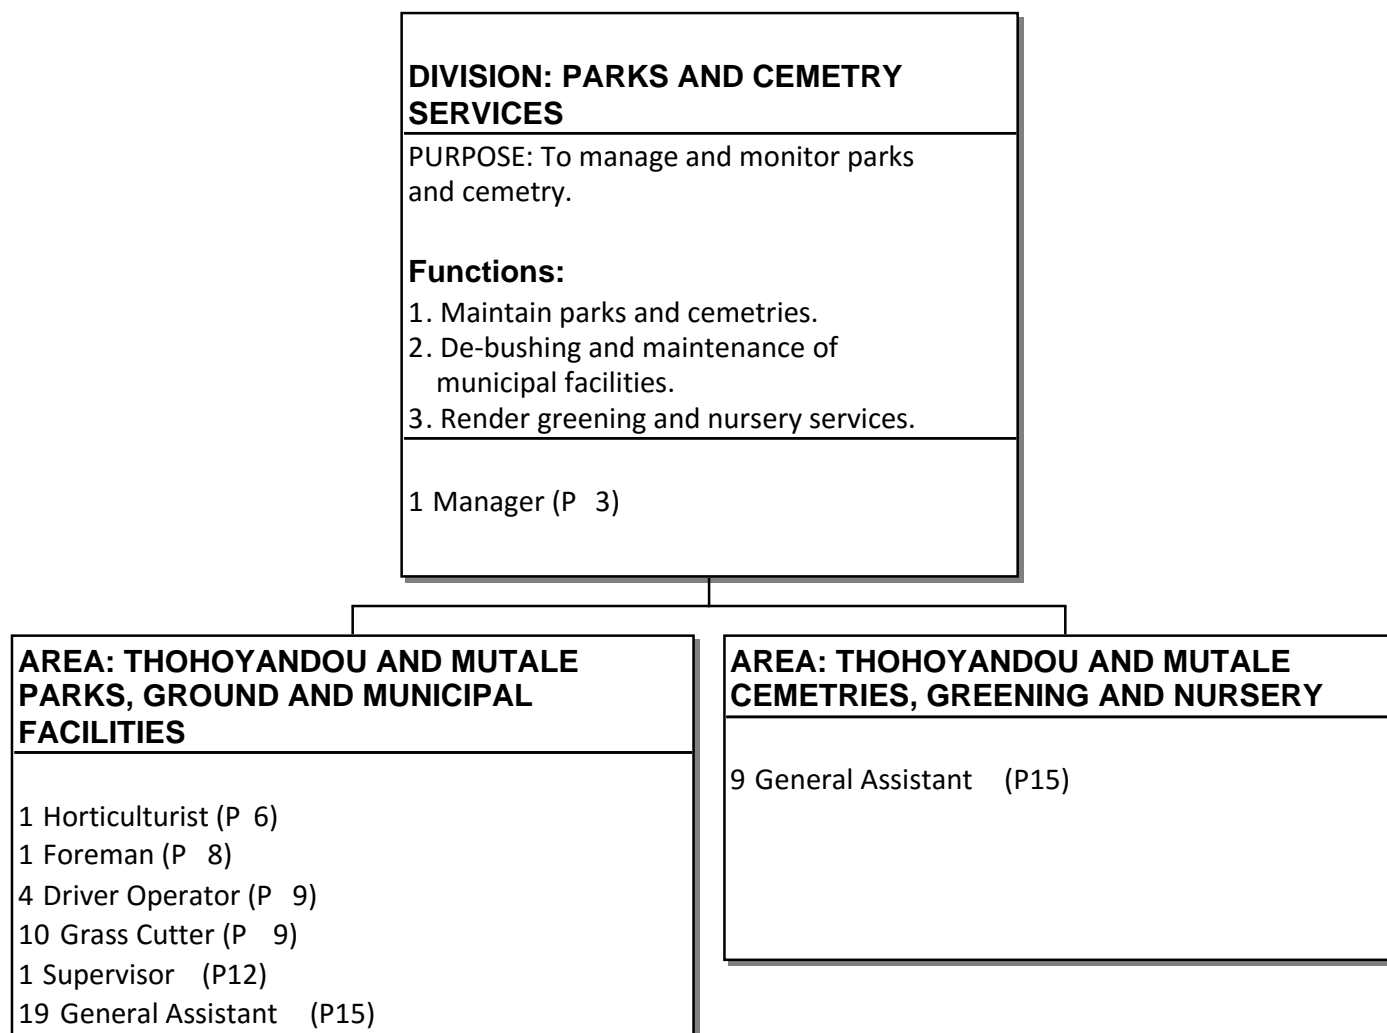 DIVISION: PARKS AND CEMETRY
SERVICES
PURPOSE: To manage and monitor parks
and cemetry.
Functions:
1. Maintain parks and cemetries.
2. De-bushing and maintenance of
municipal facilities.
3. Render greening and nursery services.
1 Manager (P 3)
AREA: THOHOYANDOU AND MUTALE
PARKS, GROUND AND MUNICIPAL
FACILITIES
1 Horticulturist (P 6)
1 Foreman (P 8)
4 Driver Operator (P 9)
10 Grass Cutter (P 9)
1 Supervisor (P12)
19 General Assistant (P15)
AREA: THOHOYANDOU AND MUTALE
CEMETRIES, GREENING AND NURSERY
9 General Assistant (P15)